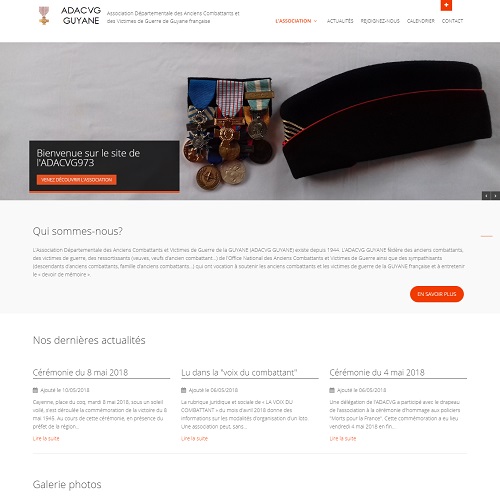 ADACVG
GUYANE
Association Départementale des Anciens Combattants et
des Victimes de Guerre de Guyane française
L'ASSOCIATION
ACTUALITÉS
REJOIGNEZ-NOUS
CALENDRIER
CONTACT
Bienvenue sur le site de
l'ADACVG973
VENEZ DÉCOUVRIR L'ASSOCIATION
Qui sommes-nous?
L'Association Départementale des Anciens Combattants et Victimes de Guerre de la GUYANE (ADACVG GUYANE) existe depuis 1944. L'ADACVG GUYANE fédère des anciens combattants,
des victimes de guerre, des ressortissants (veuves, veufs d'ancien combattant...) de l'Office National des Anciens Combattants et Victimes de Guerre ainsi que des sympathisants
(descendants d'anciens combattants, famille d'anciens combattants...) qui ont vocation à soutenir les anciens combattants et les victimes de guerre de la GUYANE française et à entretenir
le « devoir de mémoire ».
EN SAVOIR PLUS
Nos dernières actualités
Cérémonie du 8 mai 2018
Ajouté le 10/05/2018
Cayenne, place du coq, mardi 8 mai 2018, sous un soleil
voilé, s'est déroulée la commémoration de la victoire du 8
mai 1945. Au cours de cette cérémonie, en présence du
préfet de la région...
Lire la suite
Lu dans la "voix du combattant"
Ajouté le 06/05/2018
La rubrique juridique et sociale de « LA VOIX DU
COMBATTANT » du mois d'avril 2018 donne des
informations sur les modalités d'organisation d'un loto.
Une association peut, sans...
Lire la suite
Cérémonie du 4 mai 2018
Ajouté le 06/05/2018
Une délégation de l'ADACVG a participé avec le drapeau
de l'association à la cérémonie d'hommage aux policiers
"Morts pour la France". Cette commémoration a eu lieu
vendredi 4 mai 2018 en fin...
Lire la suite
Galerie photos